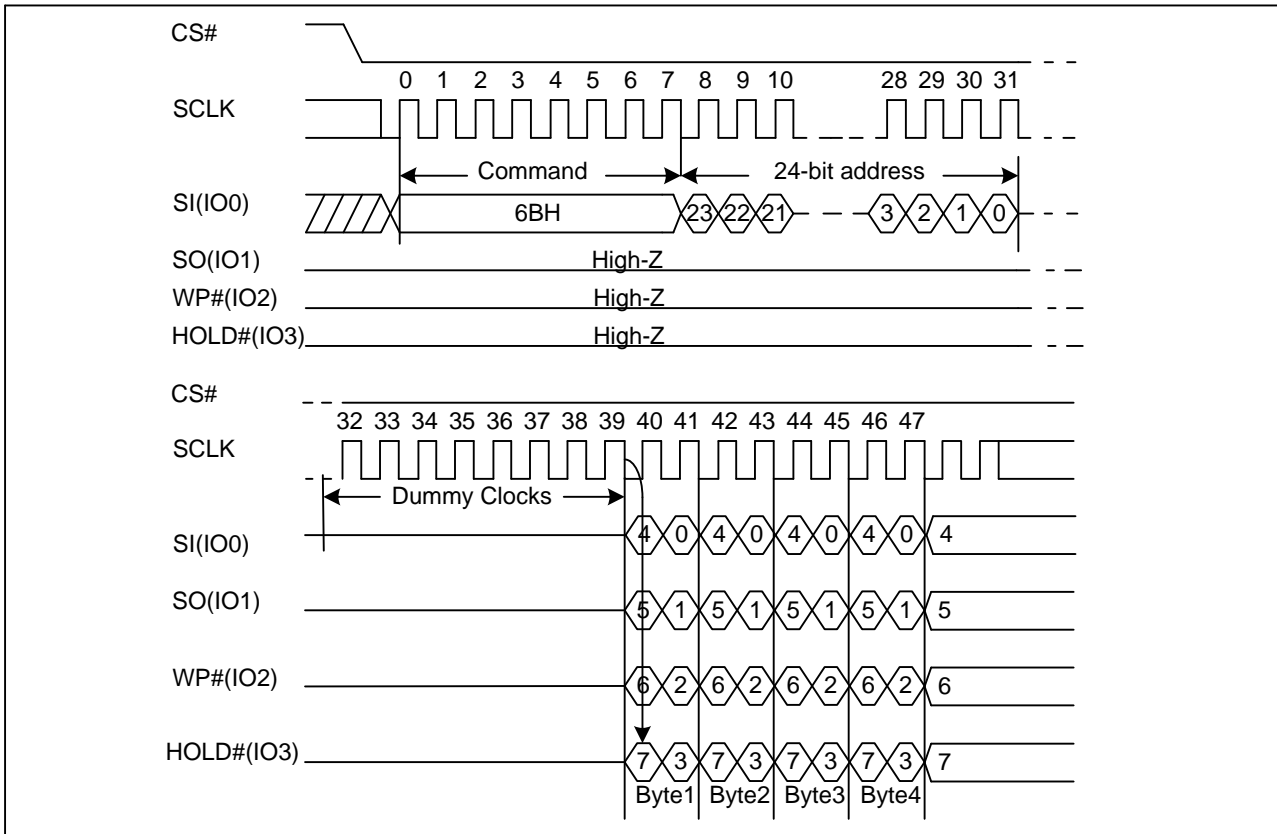 CS#
0 1 2 3 4 5 6 7 8 9 10 28 29 30 31
SCLK
Command 24-bit address
SI(IO0) 6BH 23 22 21 3 2 1 0
SO(IO1) High-Z
WP#(IO2) High-Z
HOLD#(IO3) High-Z
CS#
32 33 34 35 36 37 38 39 40 41 42 43 44 45 46 47
SCLK
Dummy Clocks
SI(IO0) 4 0 4 0 4 0 4 0 4
SO(IO1) 5 1 5 1 5 1 5 1 5
WP#(IO2) 6 2 6 2 6 2 6 2 6
HOLD#(IO3) 7 3 7 3 7 3 7 3 7
Byte1 Byte2 Byte3 Byte4